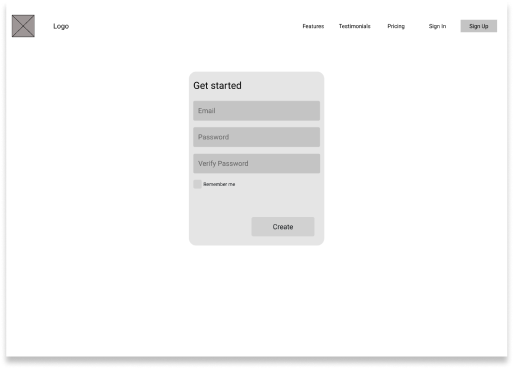 Logo
Features Testimonials Pricing Sign In Sign Up
Get started
Email
Password
Verify Password
Remember me
Create